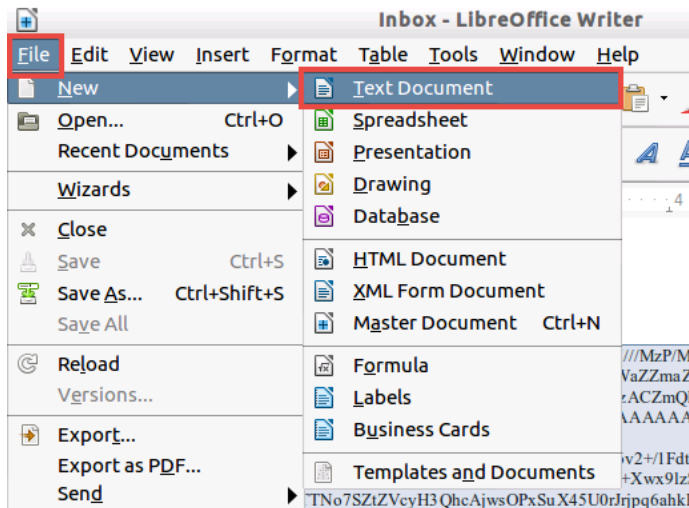 Inbox - LibreOffice Writer
File Edit View Insert Format Table Tools Window Help
New
Open... Ctrl+O
Recent Documents
Wizards
Close
Save Ctrl+S
Save As... Ctrl+Shift+S
Save All
Reload
Versions...
Export...
Export as PDF...
Send
Text Document
Spreadsheet
Presentation
Drawing
Database
HTML Document
XML Form Document
Master Document Ctrl+N
Formula
Labels
Business Cards
Templates and Documents
4